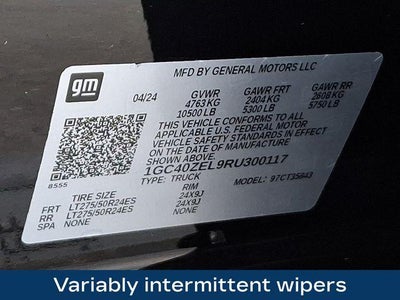 gm
MFD BY GENERAL MOTORS LLC
04/24 GVWR GAWR FRT GAWR RR
4763 KG 2404 KG 2608 KG
10500 LB 5300 LB 5750 LB
THIS VEHICLE CONFORMS TO ALL APPLICABLE U.S. FEDERAL MOTOR
VEHICLE SAFETY STANDARDS IN EFFECT ON THE
DATE OF MANUFACTURE SHOWN ABOVE.
1GC40ZEL9RU300117
8555 TYPE: TRUCK MODEL: 97CT35843
TIRE SIZE RIM
FRT LT275/50R24ES 24X9J
RR LT275/50R24ES 24X9J
SPA NONE NONE
Variably intermittent wipers